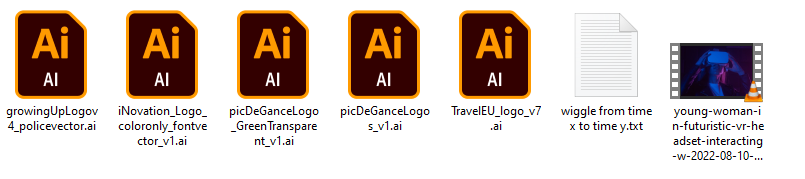 Ai
AI
growingUpLogov
4_policevector.ai
Ai
AI
iNovation_Logo_
coloronly_fontve
ctor_v1.ai
Ai
AI
picDeGanceLogo
_GreenTranspare
nt_v1.ai
Ai
AI
picDeGanceLogo
s_v1.ai
Ai
AI
TravelEU_logo_v7
.ai
wiggle from time
x to time y.txt
young-woman-i
n-futuristic-vr-he
adset-interacting
-w-2022-08-10-...